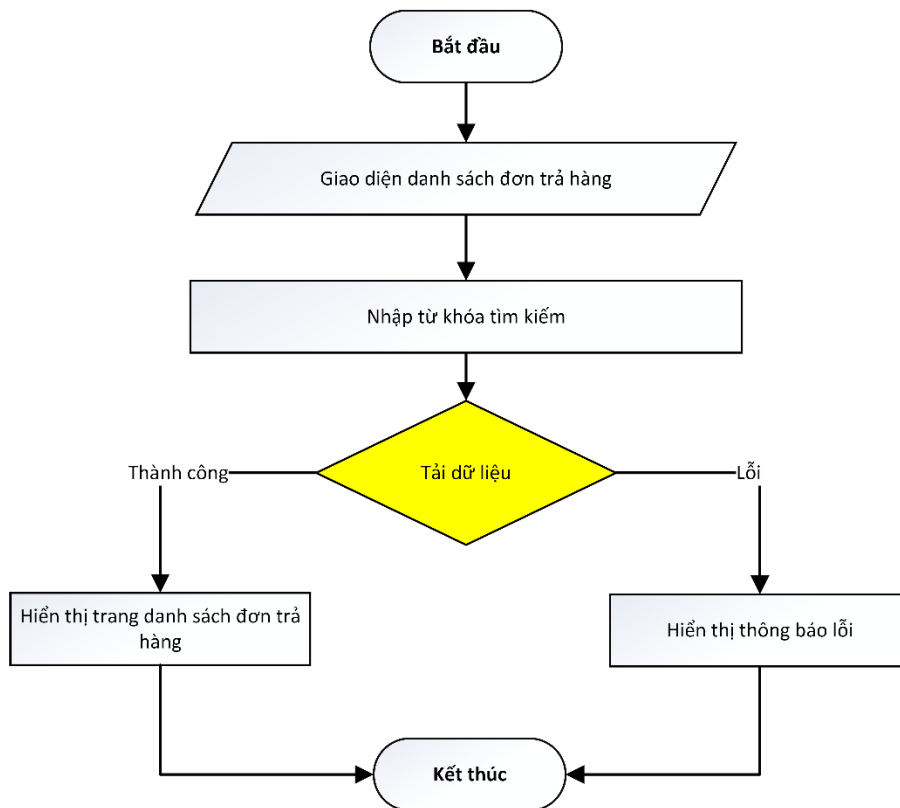 Bắt đầu
Giao diện danh sách đơn trả hàng
Nhập từ khóa tìm kiếm
Tải dữ liệu
Thành công
Lỗi
Hiển thị trang danh sách đơn trả
hàng
Hiển thị thông báo lỗi
Kết thúc